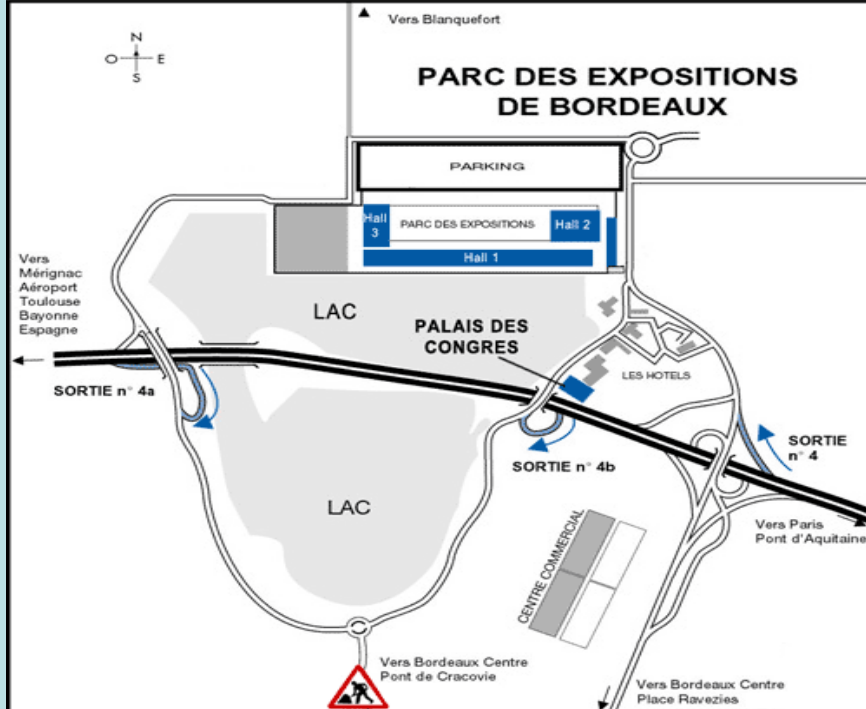 Vers Blanquefort
N
O E
S
PARC DES EXPOSITIONS
DE BORDEAUX
PARKING
Hall
3
PARC DES EXPOSITIONS
Hall 2
Hall 1
Vers
Mérignac
Aéroport
Toulouse
Bayonne
Espagne
LAC
PALAIS DES
CONGRES
LES HOTELS
SORTIE n° 4a
SORTIE
n° 4
SORTIE n° 4b
LAC
CENTRE COMMERCIAL
Vers Paris
Pont d'Aquitaine
Vers Bordeaux Centre
Pont de Cracovie
Vers Bordeaux Centre
Place Ravezies